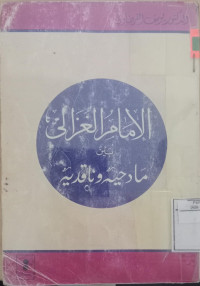 الإمام الغزالي
بين
مادحيه وناقديه